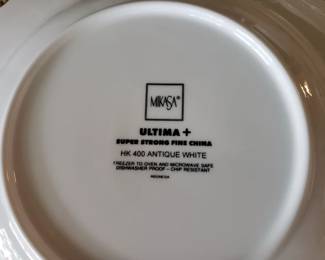 MIKASA®
ULTIMA +
SUPER STRONG FINE CHINA
HK 400 ANTIQUE WHITE
FREEZER TO OVEN AND MICROWAVE SAFE
DISHWASHER PROOF - CHIP RESISTANT
INDONESIA